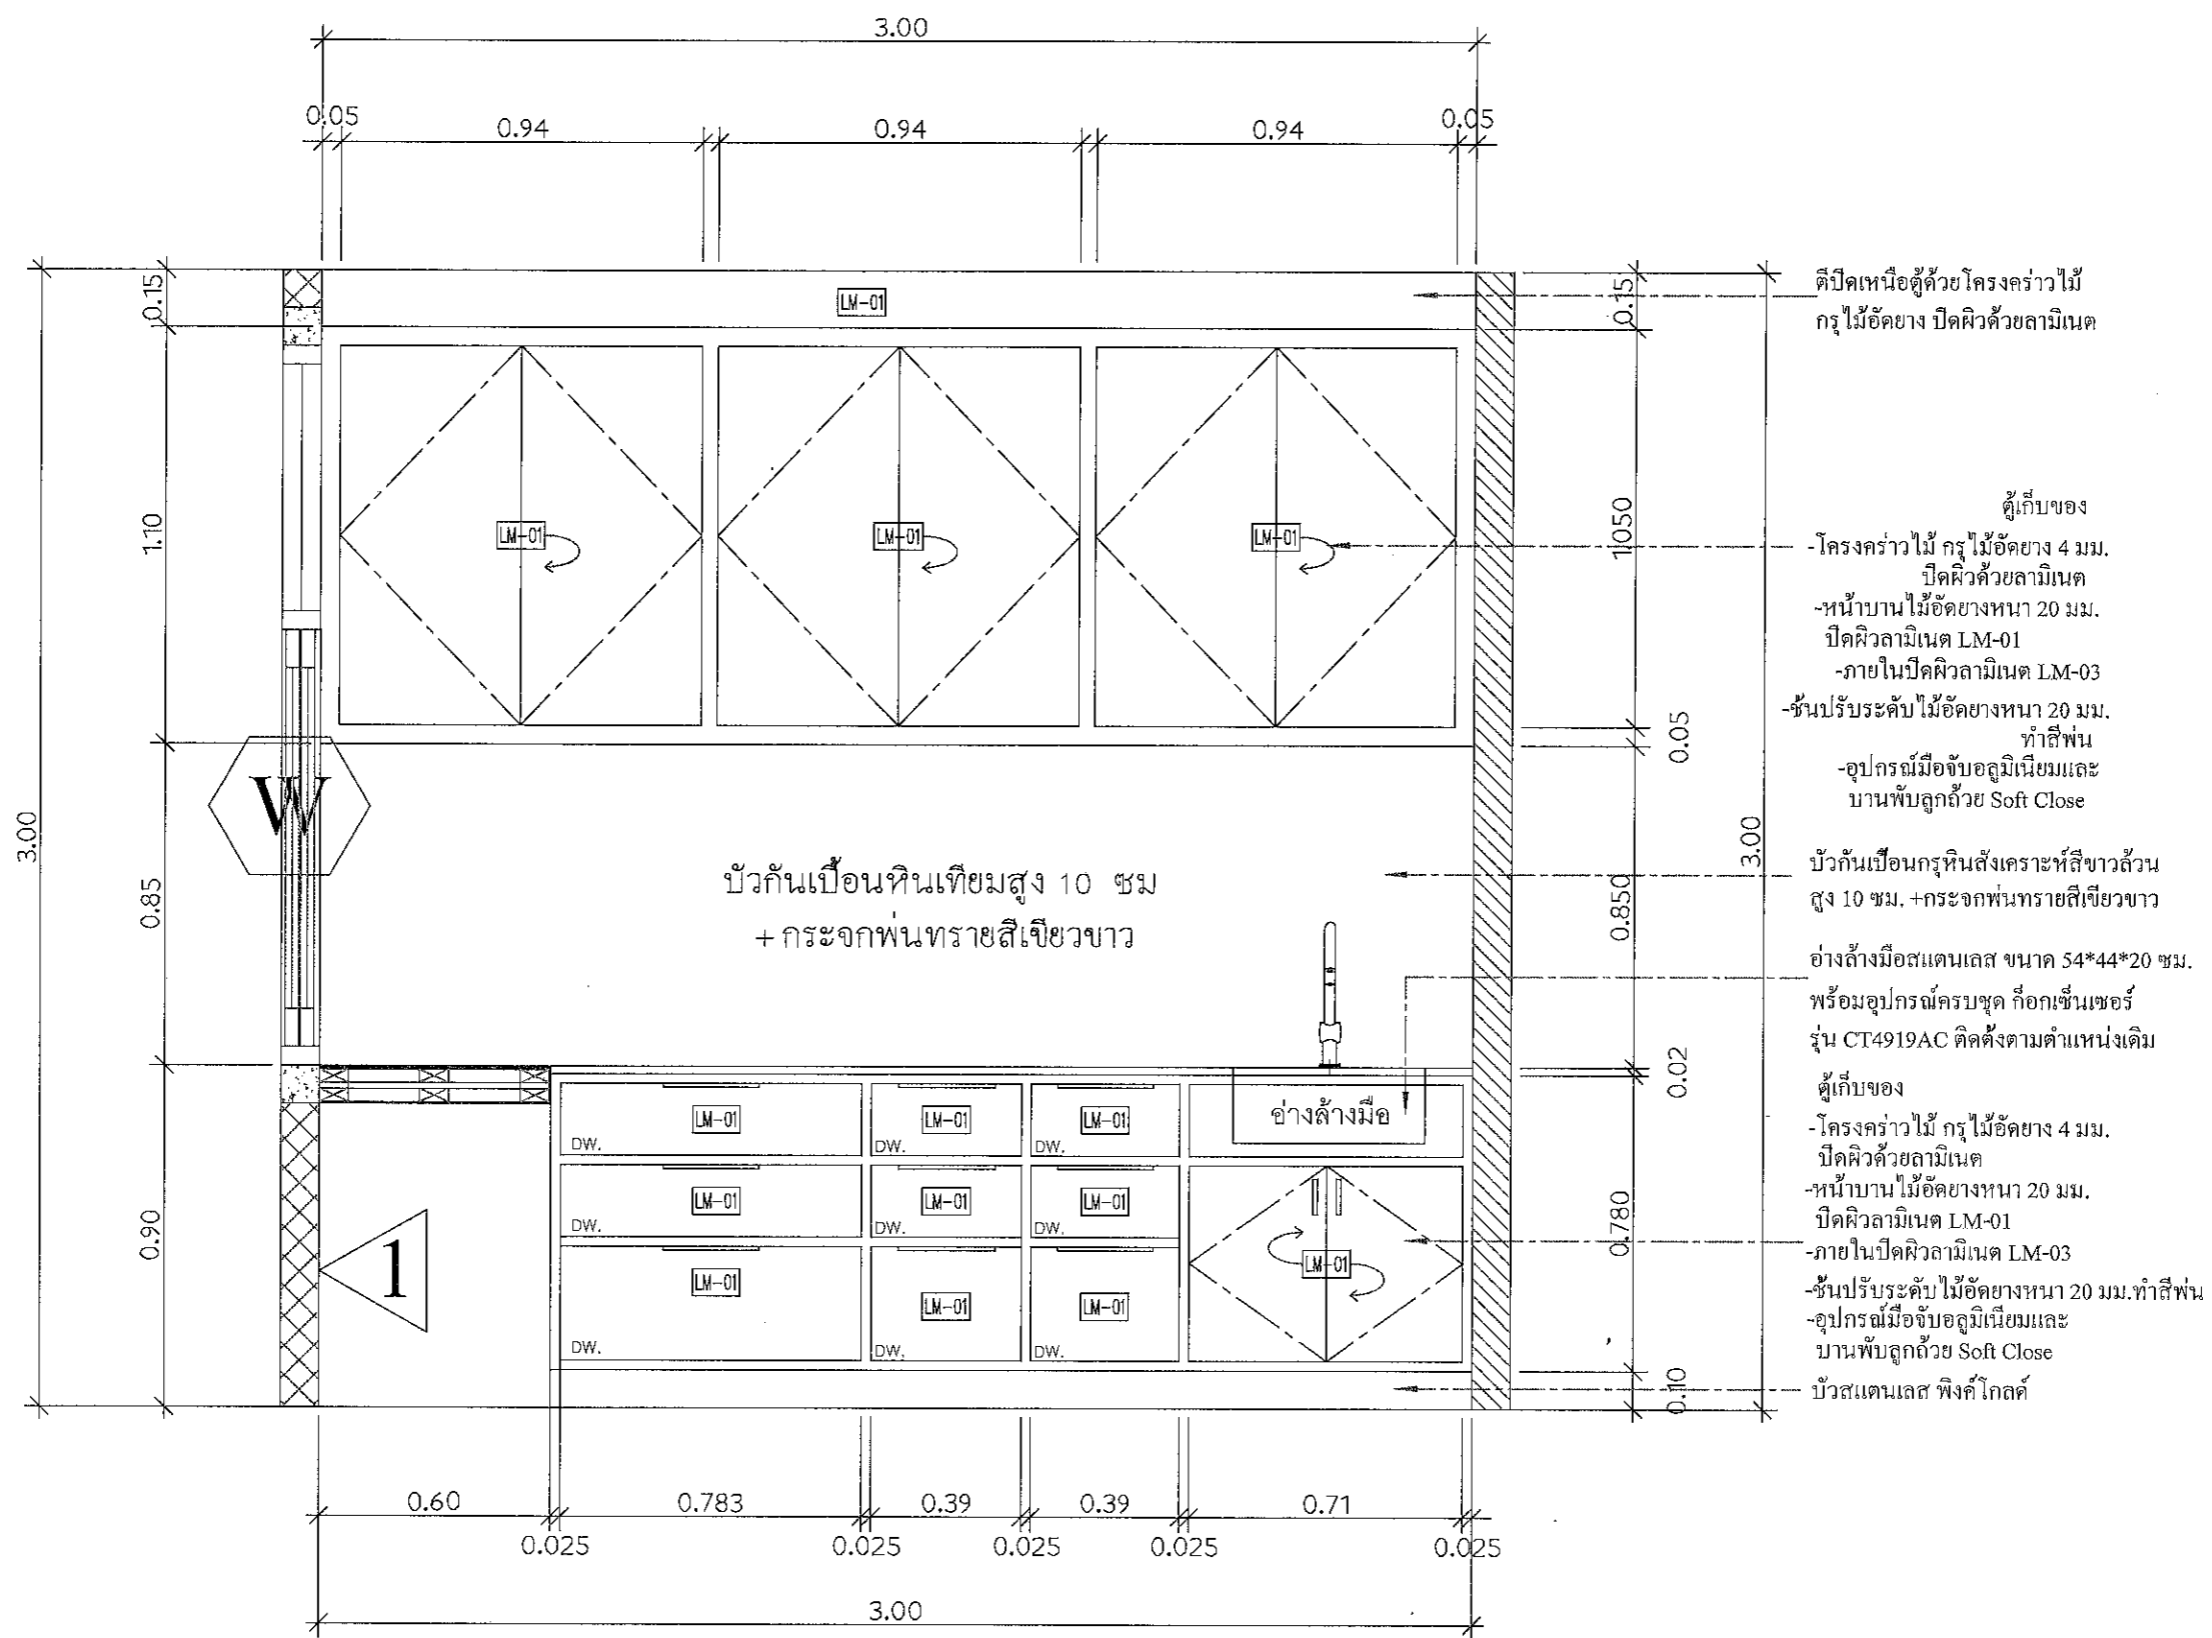 3.00
0.05
0.94
0.94
0.94
0.05
0.15
1.10
0.85
0.90
3.00
LM-01
LM-01
LM-01
LM-01
W
บัวกันเปื้อนหินเทียมสูง 10 ซม
+กระจกพ่นทรายสีเขียวขาว
0.15
1.050
0.05
0.850
0.02
0.780
0.10
3.00
ตีปิดเหนือตู้ด้วยโครงคร่าวไม้
กรุไม้อัดยาง ปิดผิวด้วยลามิเนต
ตู้เก็บของ
-โครงคร่าวไม้ กรุไม้อัดยาง 4 มม.
ปิดผิวด้วยลามิเนต
-หน้าบานไม้อัดยางหนา 20 มม.
ปิดผิวลามิเนต LM-01
-ภายในปิดผิวลามิเนต LM-03
-ชั้นปรับระดับไม้อัดยางหนา 20 มม.
ทำสีพ่น
-อุปกรณ์มือจับอลูมิเนียมและ
บานพับลูกถ้วย Soft Close
บัวกันเปื้อนกรุหินสังเคราะห์สีขาวล้วน
สูง 10 ซม. +กระจกพ่นทรายสีเขียวขาว
อ่างล้างมือสแตนเลส ขนาด 54*44*20 ซม.
พร้อมอุปกรณ์ครบชุด ก็อกเซ็นเซอร์
รุ่น CT4919AC ติดตั้งตามตำแหน่งเดิม
ตู้เก็บของ
-โครงคร่าวไม้ กรุไม้อัดยาง 4 มม.
ปิดผิวด้วยลามิเนต
-หน้าบานไม้อัดยางหนา 20 มม.
ปิดผิวลามิเนต LM-01
-ภายในปิดผิวลามิเนต LM-03
-ชั้นปรับระดับไม้อัดยางหนา 20 มม.ทำสีพ่น
-อุปกรณ์มือจับอลูมิเนียมและ
บานพับลูกถ้วย Soft Close
บัวสแตนเลส พิงค์โกลด์
LM-01
DW.
LM-01
DW.
LM-01
DW.
อ่างล้างมือ
LM-01
DW.
LM-01
DW.
LM-01
DW.
LM-01
DW.
LM-01
DW.
LM-01
DW.
LM-01
1
0.60
0.783
0.39
0.39
0.71
0.025
0.025
0.025
0.025
0.025
3.00